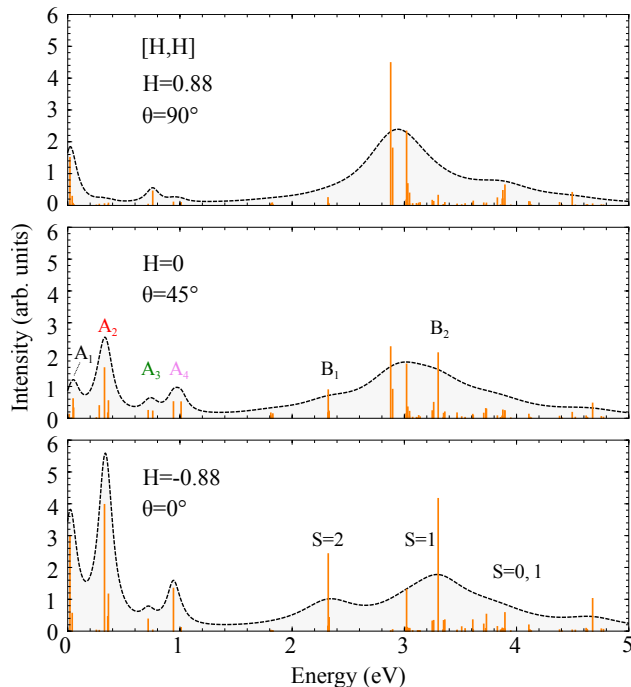 [H,H]
H=0.88
θ=90°
6
5
4
3
2
1
0
H=0
θ=45°
A₁
A₂
A₃
A₄
B₁
B₂
6
5
4
3
2
1
0
Intensity (arb. units)
H=-0.88
θ=0°
S=2
S=1
S=0, 1
6
5
4
3
2
1
0
0 1 2 3 4 5
Energy (eV)